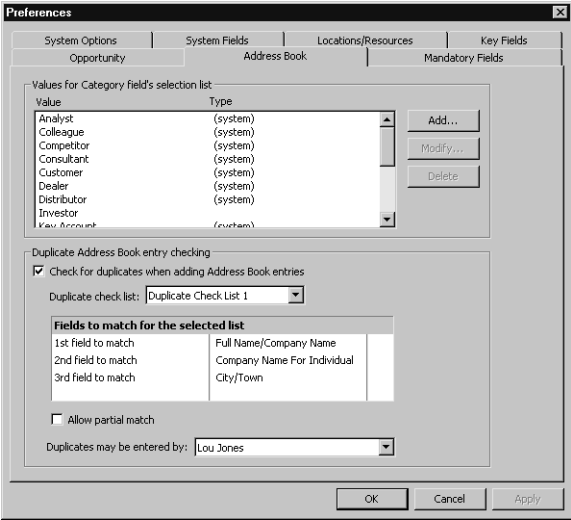 Preferences
System Options System Fields Locations/Resources Key Fields
Opportunity Address Book Mandatory Fields
Values for Category field's selection list
Value Type
Analyst (system)
Colleague (system)
Competitor (system)
Consultant (system)
Customer (system)
Dealer (system)
Distributor (system)
Investor
Key Account (system)
Add...
Modify...
Delete
Duplicate Address Book entry checking
Check for duplicates when adding Address Book entries
Duplicate check list: Duplicate Check List 1
Fields to match for the selected list
1st field to match Full Name/Company Name
2nd field to match Company Name For Individual
3rd field to match City/Town
Allow partial match
Duplicates may be entered by: Lou Jones
OK Cancel Apply